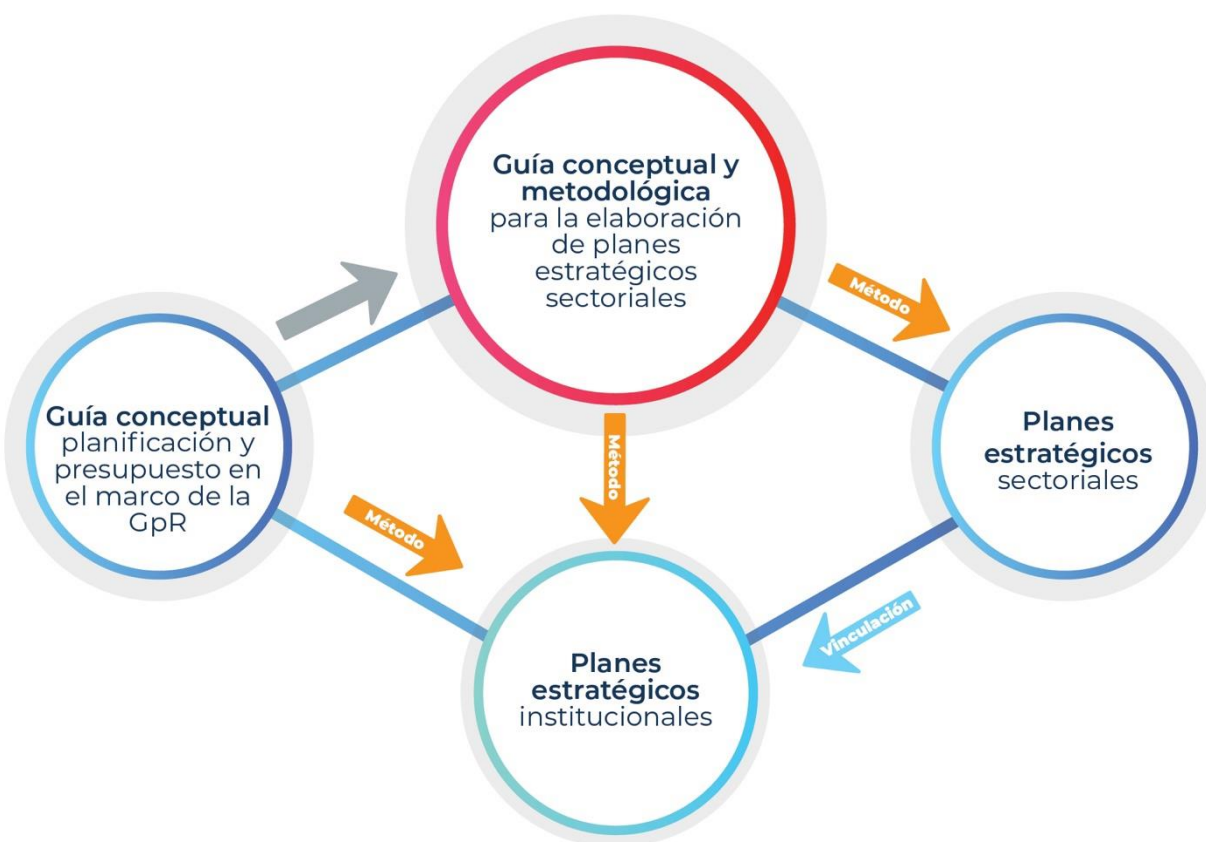 Guía conceptual y
metodológica
para la elaboración
de planes
estratégicos
sectoriales
Método
Guía conceptual
planificación y
presupuesto en
el marco de la
GpR
Método
Método
Planes
estratégicos
sectoriales
Vinculación
Planes
estratégicos
institucionales